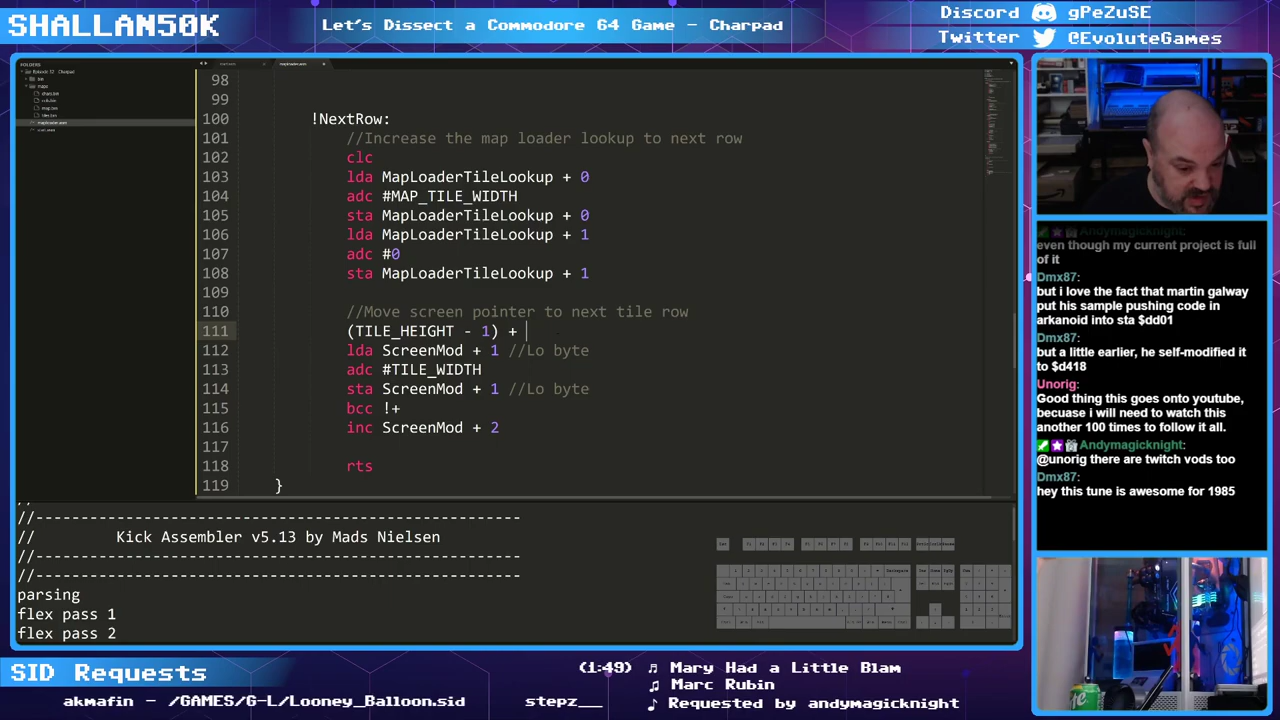 SHALLAN50K
Let's Dissect a Commodore 64 Game - Charpad
Discord gPeZuSE
Twitter @EvoluteGames
FOLDERS
98
99
100 !NextRow:
101 //Increase the map loader lookup to next row
102 clc
103 lda MapLoaderTileLookup + 0
104 adc #MAP_TILE_WIDTH
105 sta MapLoaderTileLookup + 0
106 lda MapLoaderTileLookup + 1
107 adc #0
108 sta MapLoaderTileLookup + 1
109
110 //Move screen pointer to next tile row
111 (TILE_HEIGHT - 1) +
112 lda ScreenMod + 1 //Lo byte
113 adc #TILE_WIDTH
114 sta ScreenMod + 1 //Lo byte
115 bcc !+
116 inc ScreenMod + 2
117
118 rts
119 }
//----------------------------------------------------
// Kick Assembler v5.13 by Mads Nielsen
//----------------------------------------------------
//----------------------------------------------------
parsing
flex pass 1
flex pass 2
Andymagicknight:
even though my current project is full
of it
Dmx87:
but i love the fact that martin galway
put his sample pushing code in
arkanoid into sta $dd01
Dmx87:
but a little earlier, he self-modified it
to $d418
Unorig:
Good thing this goes onto youtube,
becuase i will need to watch this
another 100 times to follow it all.
Andymagicknight:
@unorig there are twitch vods too
Dmx87:
hey this tune is awesome for 1985
SID Requests
(1:49) ♫ Mary Had a Little Blam
♫ Marc Rubin
♪ Requested by andymagicknight
akmafin - /GAMES/G-L/Looney_Balloon.sid stepz__